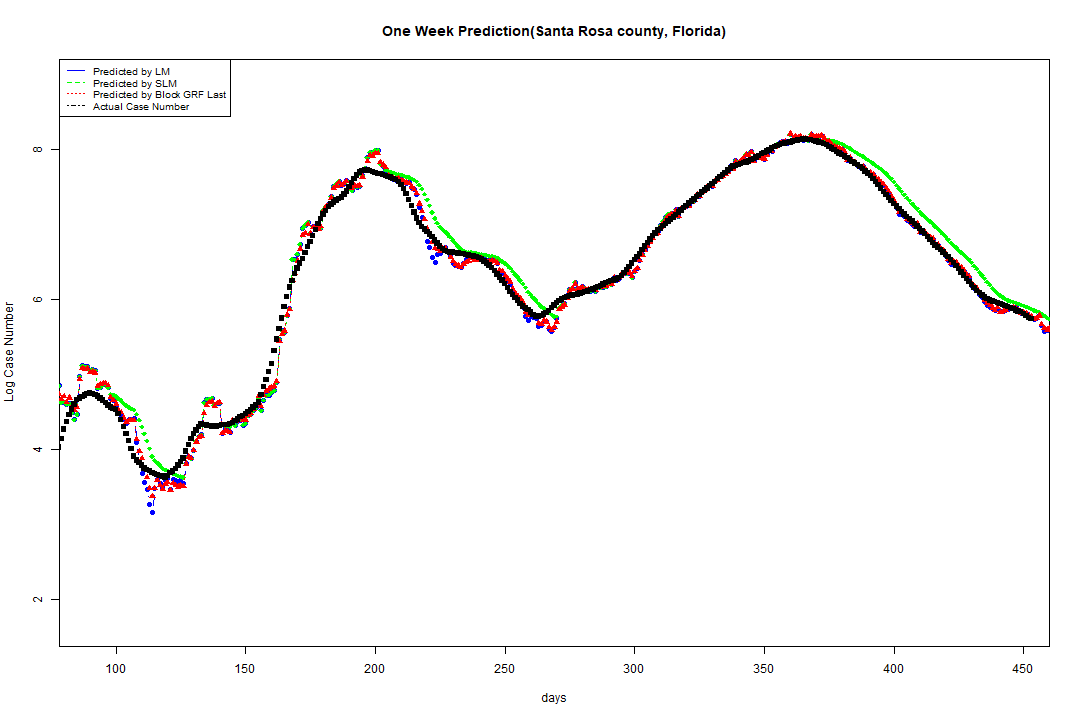 One Week Prediction(Santa Rosa county, Florida)
Predicted by LM
Predicted by SLM
Predicted by Block GRF Last
Actual Case Number
8
6
4
2
Log Case Number
100 150 200 250 300 350 400 450
days